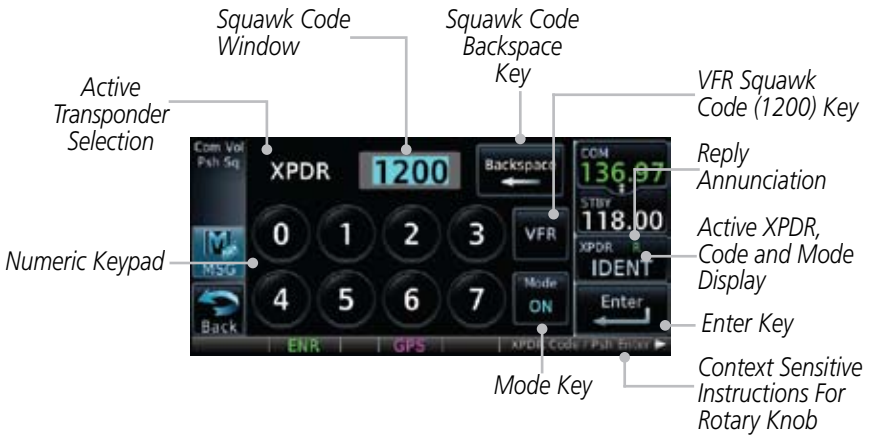 Squawk Code
Window
Squawk Code
Backspace
Key
Active
Transponder
Selection
VFR Squawk
Code (1200) Key
Com Vol
Psh Sq
XPDR
1200
Backspace
COM
136.97
STBY
118.00
Reply
Annunciation
Numeric Keypad
MSG
0
1
2
3
VFR
XPDR R
IDENT
Active XPDR,
Code and Mode
Display
Back
4
5
6
7
Mode
ON
Enter
Enter Key
ENR
GPS
XPDR Code / Psh Enter
Mode Key
Context Sensitive
Instructions For
Rotary Knob